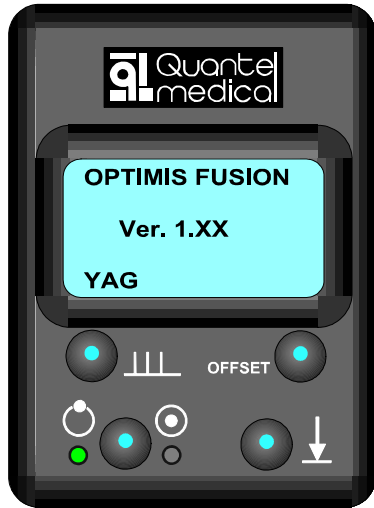 Quantel
medical
OPTIMIS FUSION
Ver. 1.XX
YAG
OFFSET